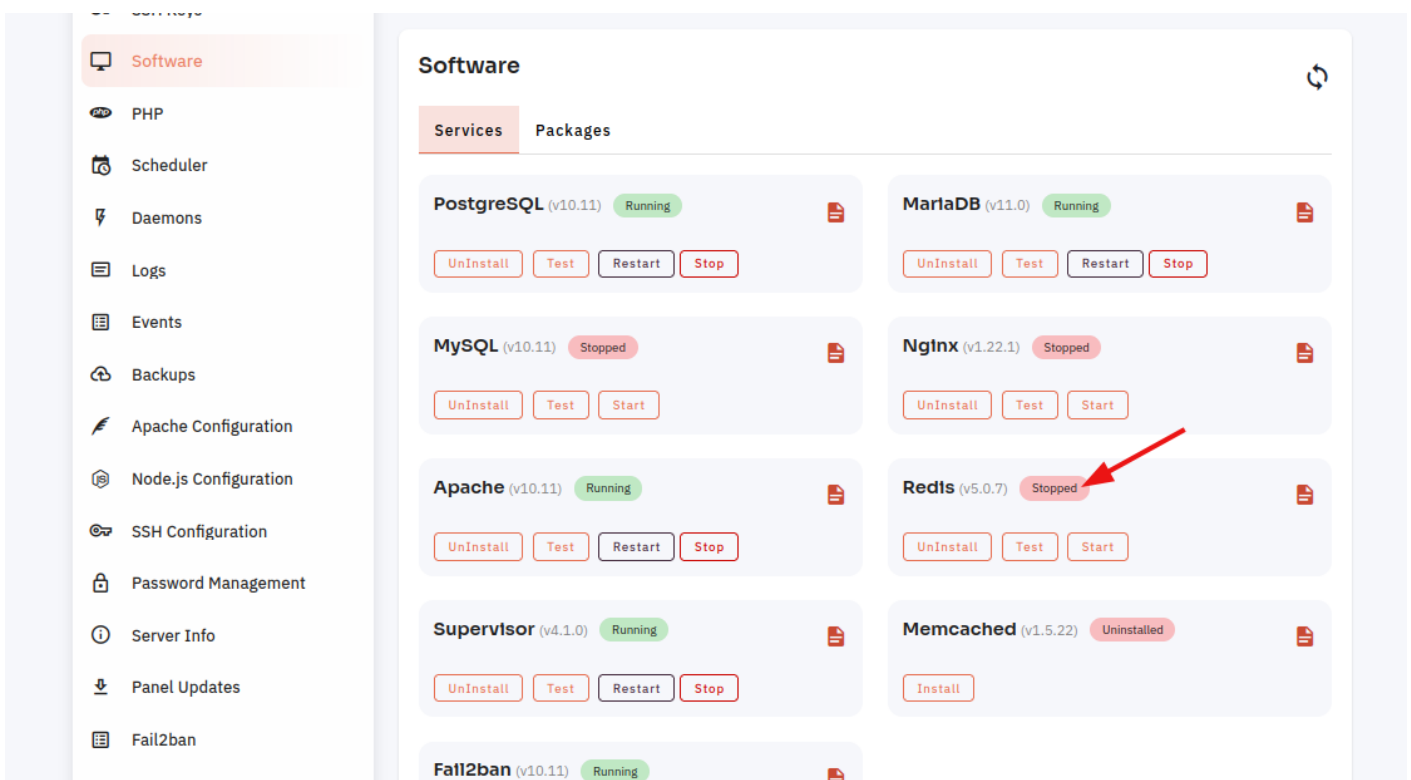 Software
PHP
Scheduler
Daemons
Logs
Events
Backups
Apache Configuration
Node.js Configuration
SSH Configuration
Password Management
Server Info
Panel Updates
Fail2ban
Software
Services Packages
PostgreSQL (v10.11) Running
UnInstall Test Restart Stop
MariaDB (v11.0) Running
UnInstall Test Restart Stop
MySQL (v10.11) Stopped
UnInstall Test Start
Nginx (v1.22.1) Stopped
UnInstall Test Start
Apache (v10.11) Running
UnInstall Test Restart Stop
Redis (v5.0.7) Stopped
UnInstall Test Start
Supervisor (v4.1.0) Running
UnInstall Test Restart Stop
Memcached (v1.5.22) Uninstalled
Install
Fail2ban (v10.11) Running